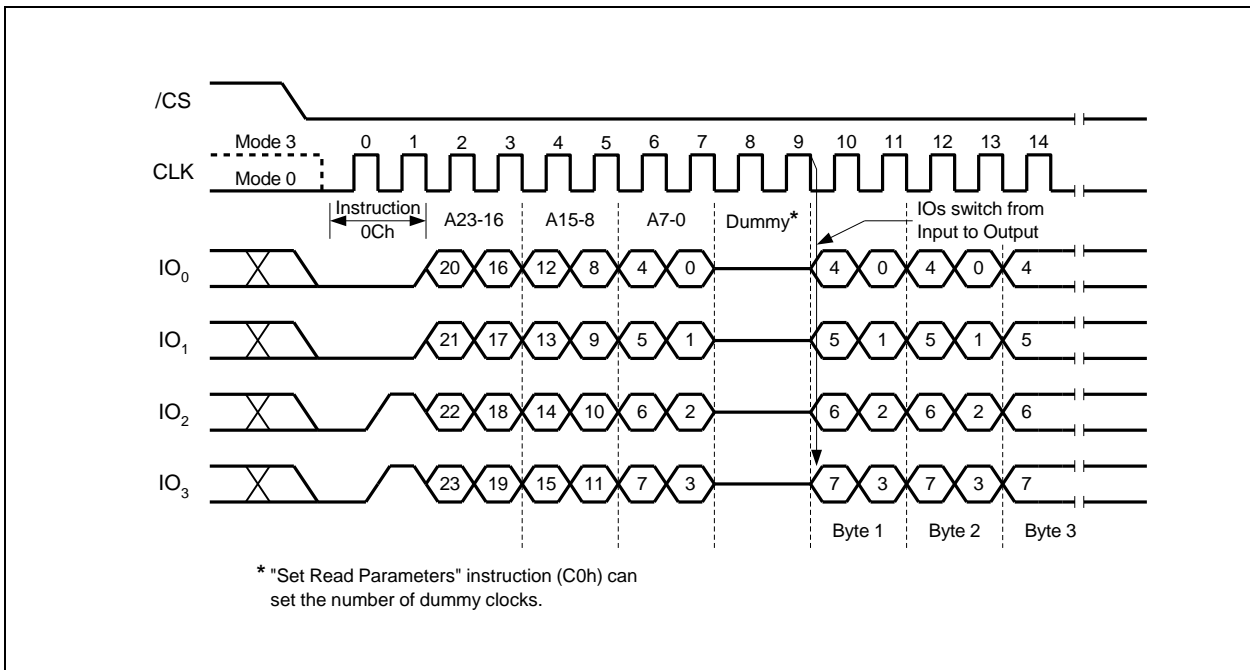 /CS
Mode 3 0 1 2 3 4 5 6 7 8 9 10 11 12 13 14
CLK
Mode 0
Instruction A23-16 A15-8 A7-0 Dummy* IOs switch from
0Ch Input to Output
IO0 20 16 12 8 4 0 4 0 4 0 4
IO1 21 17 13 9 5 1 5 1 5 1 5
IO2 22 18 14 10 6 2 6 2 6 2 6
IO3 23 19 15 11 7 3 7 3 7 3 7
Byte 1 Byte 2 Byte 3
* "Set Read Parameters" instruction (C0h) can
set the number of dummy clocks.